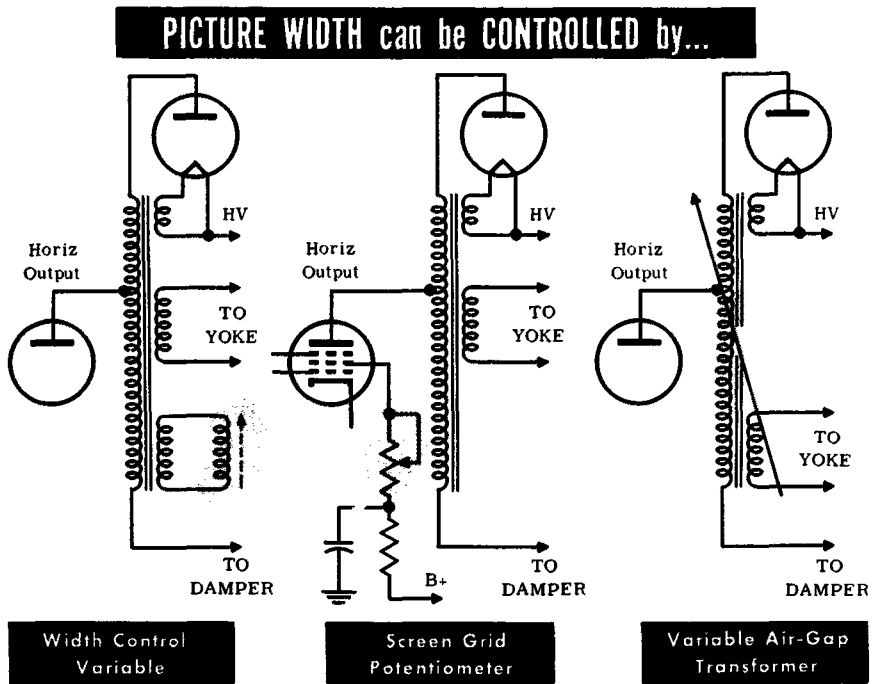 PICTURE WIDTH can be CONTROLLED by...
HV
Horiz
Output
TO
YOKE
TO
DAMPER
Width Control
Variable
HV
Horiz
Output
TO
YOKE
B+
TO
DAMPER
Screen Grid
Potentiometer
HV
Horiz
Output
TO
YOKE
TO
DAMPER
Variable Air-Gap
Transformer